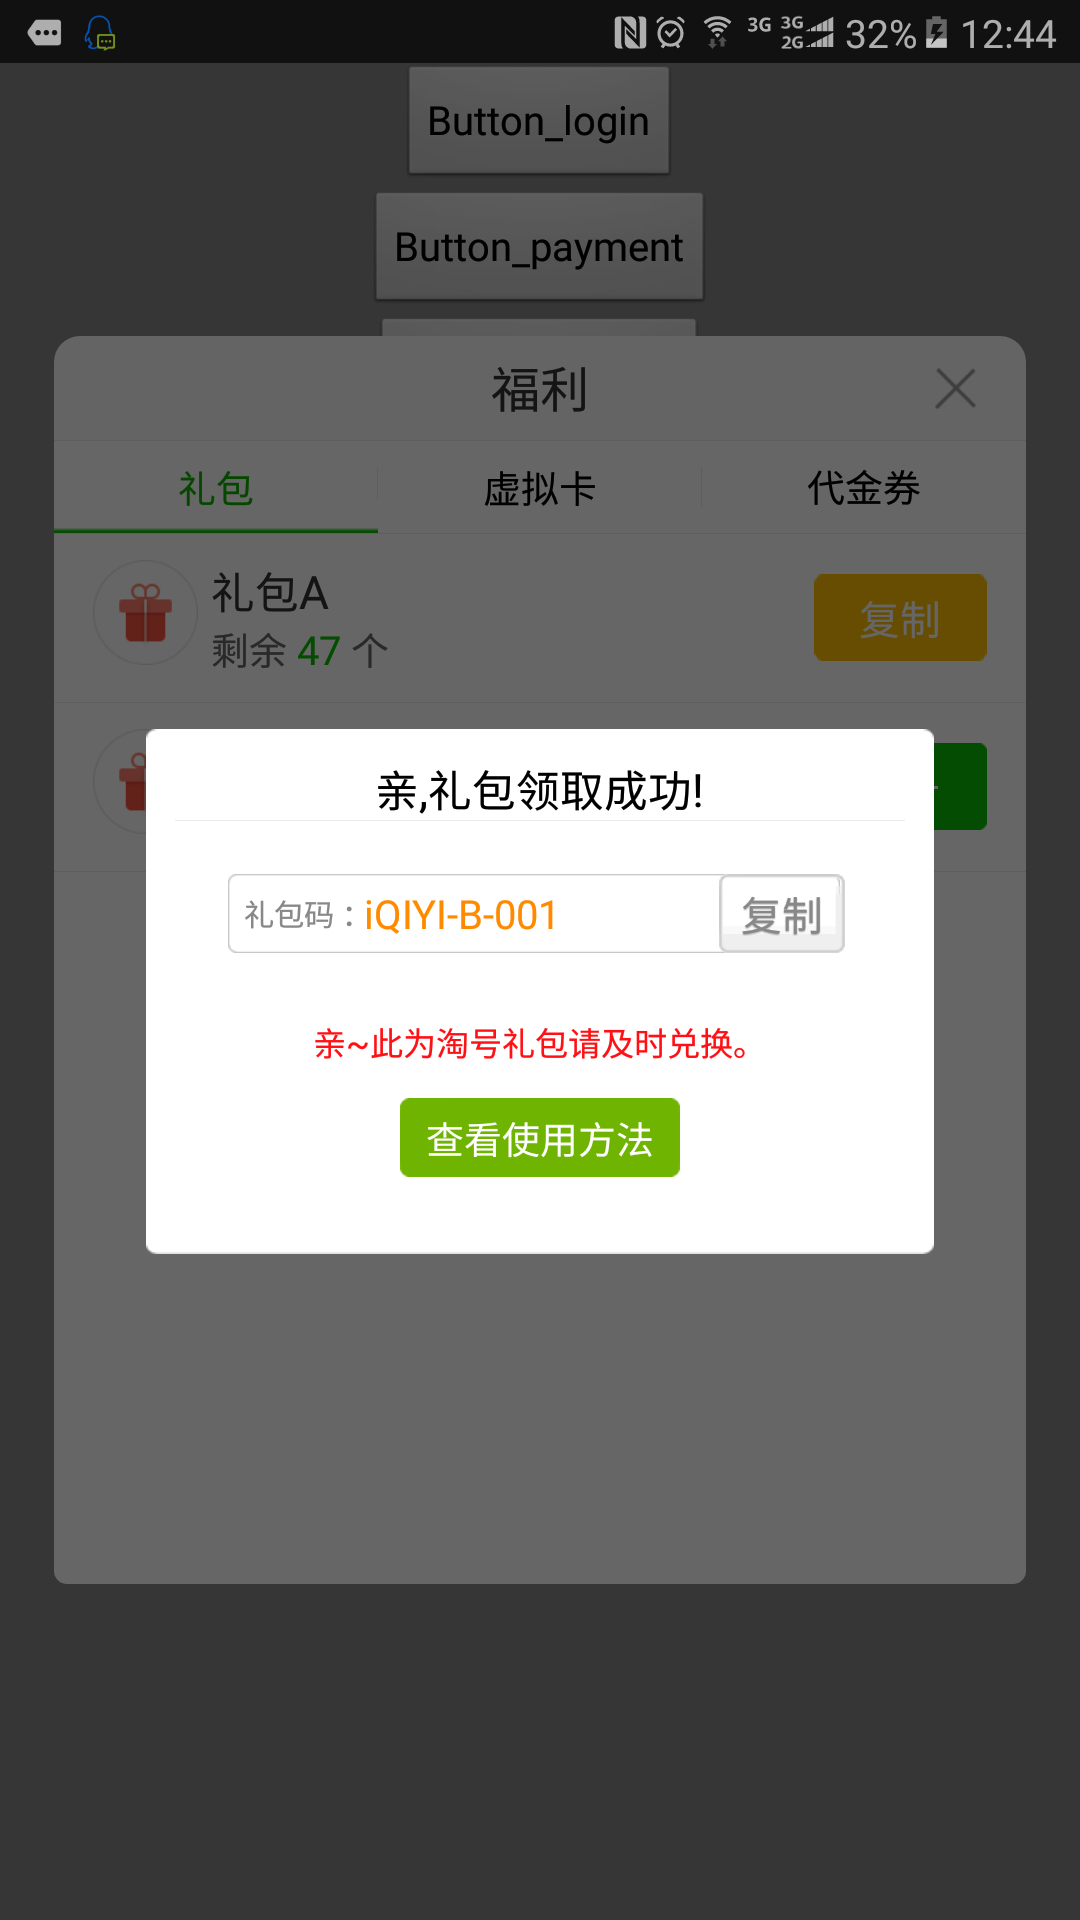 3G 3G 2G 32% 12:44
Button_login
Button_payment
福利
礼包 虚拟卡 代金券
礼包A
剩余 47 个
复制
亲,礼包领取成功!
礼包码：iQIYI-B-001 复制
亲~此为淘号礼包请及时兑换。
查看使用方法